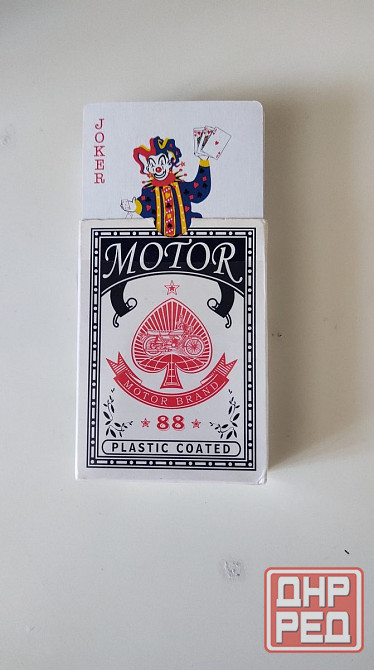 JOKER
MOTOR
MOTOR BRAND
88
PLASTIC COATED
ДНР
РЕД